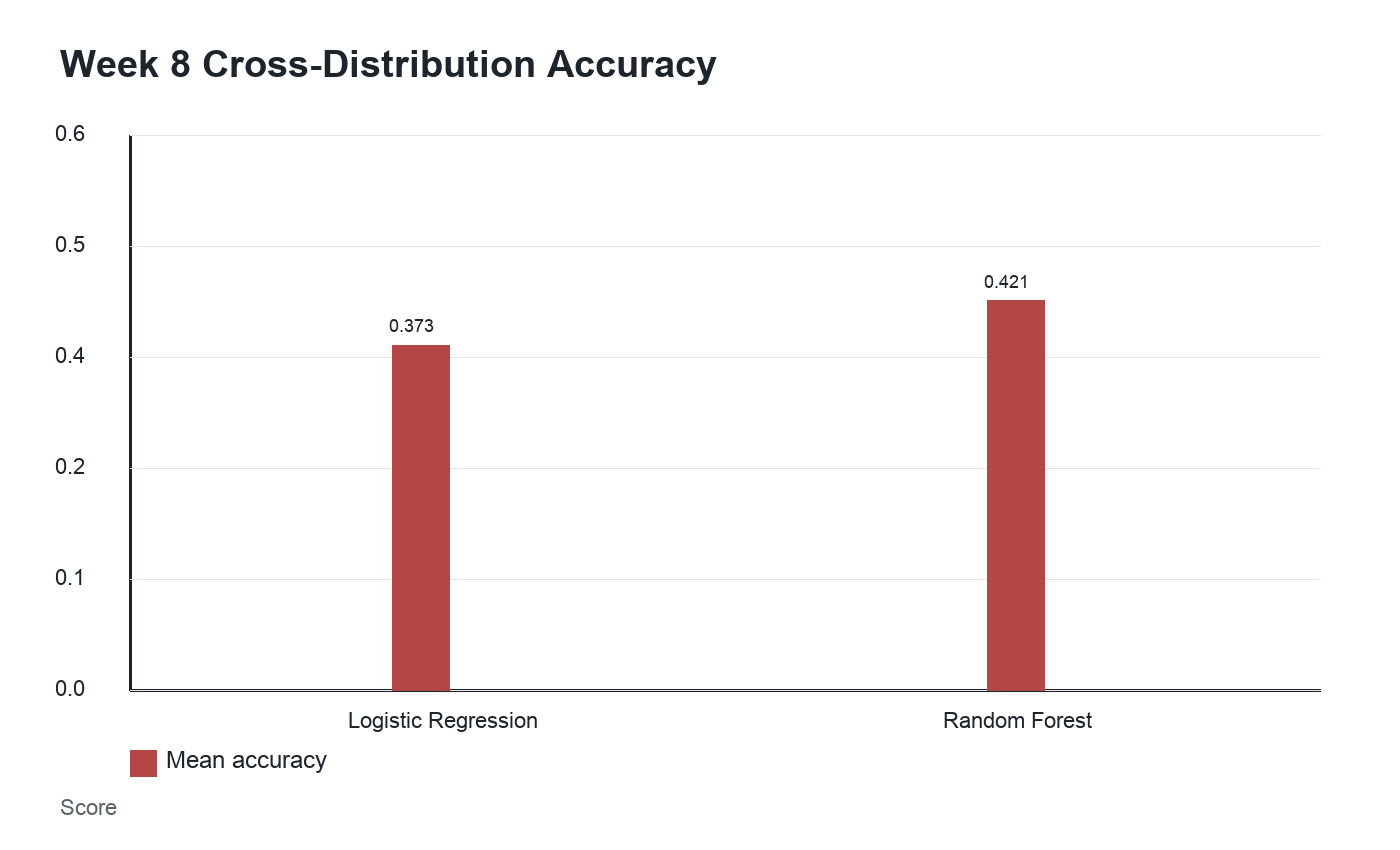 Week 8 Cross-Distribution Accuracy
0.6
0.5
0.4
0.2
0.1
0.0
0.373
0.421
Logistic Regression
Random Forest
Mean accuracy
Score